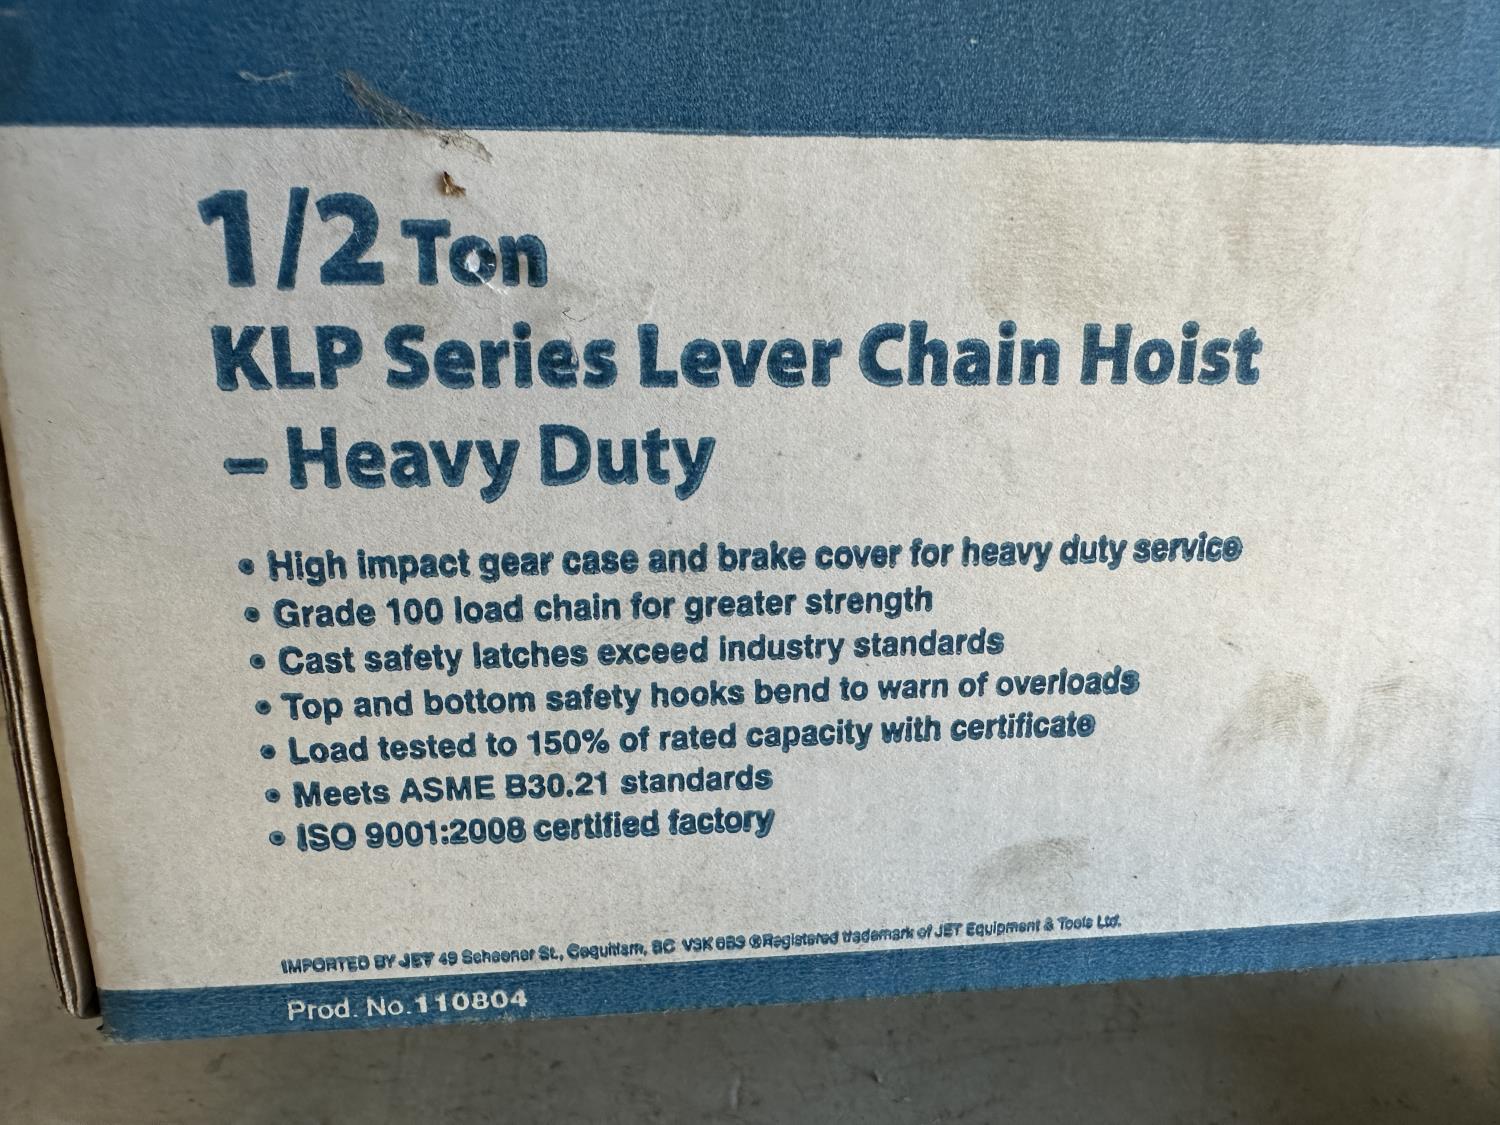 1/2 Ton
KLP Series Lever Chain Hoist
– Heavy Duty
• High impact gear case and brake cover for heavy duty service
• Grade 100 load chain for greater strength
• Cast safety latches exceed industry standards
• Top and bottom safety hooks bend to warn of overloads
• Load tested to 150% of rated capacity with certificate
• Meets ASME B30.21 standards
• ISO 9001:2008 certified factory
IMPORTED BY JET 49 Schooner St., Coquitlam, BC V3K 0B3 ®Registered trademark of JET Equipment & Tools Ltd.
Prod. No.110804